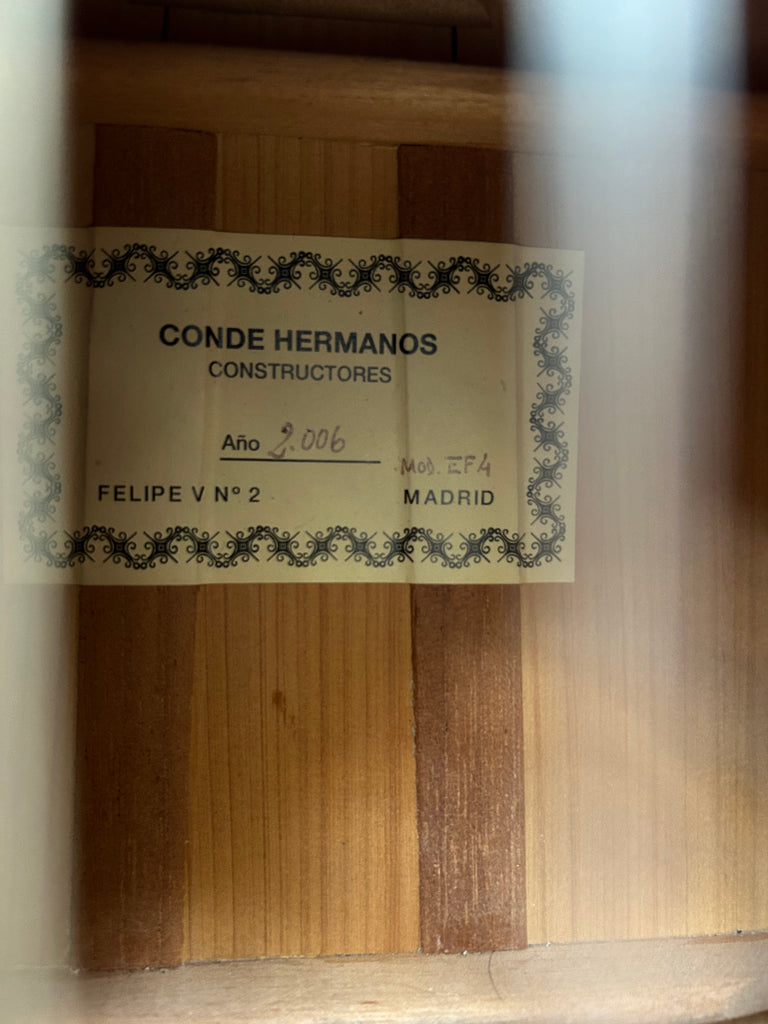 CONDE HERMANOS
CONSTRUCTORES
Año 2.006
MOD. EF4
FELIPE V Nº 2 MADRID